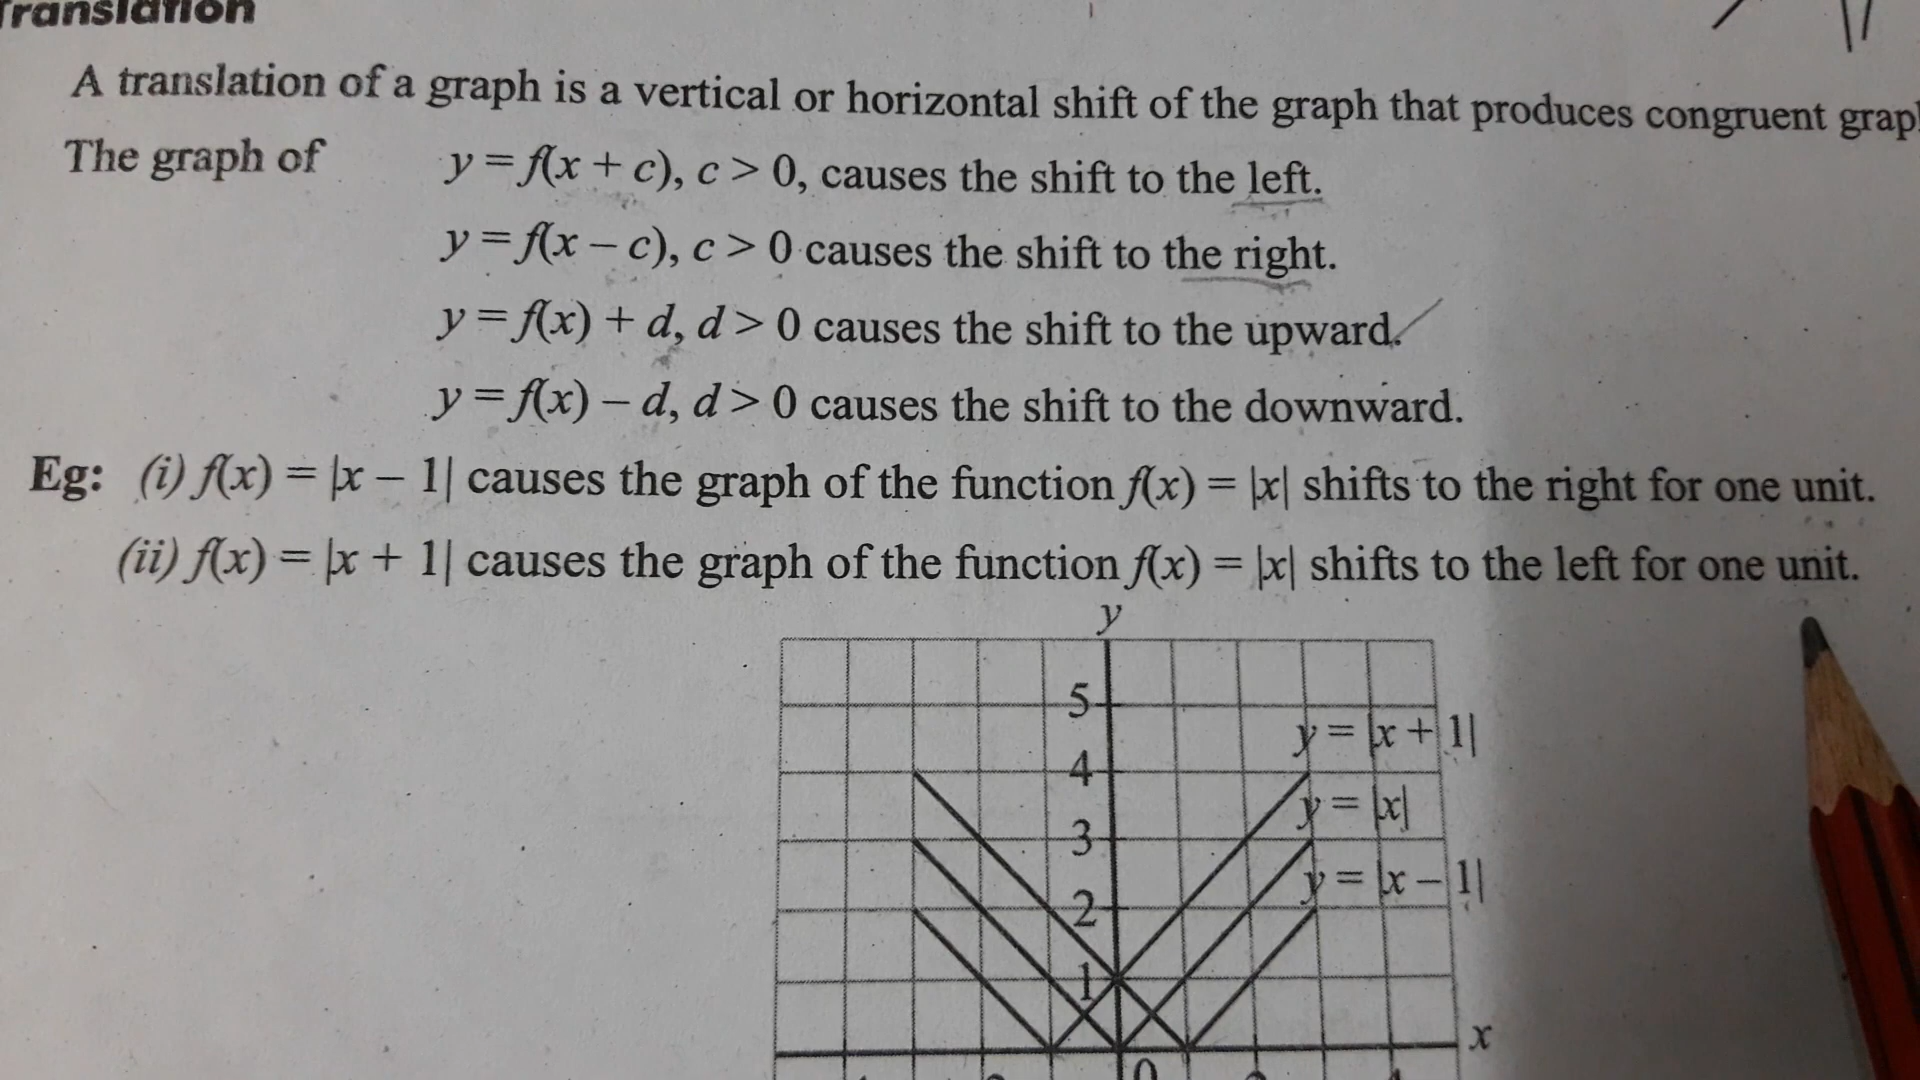 Translation
A translation of a graph is a vertical or horizontal shift of the graph that produces congruent grap
The graph of y = f(x + c), c > 0, causes the shift to the left.
y = f(x − c), c > 0 causes the shift to the right.
y = f(x) + d, d > 0 causes the shift to the upward.
y = f(x) − d, d > 0 causes the shift to the downward.
Eg: (i) f(x) = |x − 1| causes the graph of the function f(x) = |x| shifts to the right for one unit.
(ii) f(x) = |x + 1| causes the graph of the function f(x) = |x| shifts to the left for one unit.
y
5
y = |x + 1|
4
y = |x|
3
y = |x − 1|
2
1
x
0